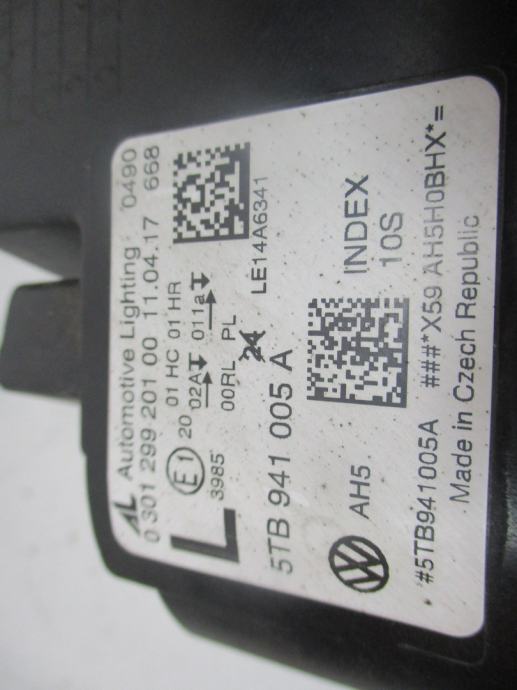 AL Automotive Lighting 0490
0 301 299 201 00 11.04.17 668
E1 20 01 HC 01 HR
02A 011a
3985 00RL PL
24
L
LE14A6341
5TB 941 005 A
AH5
INDEX
10S
#5TB941005A ###*X59 AH5H0BHX*=
Made in Czech Republic